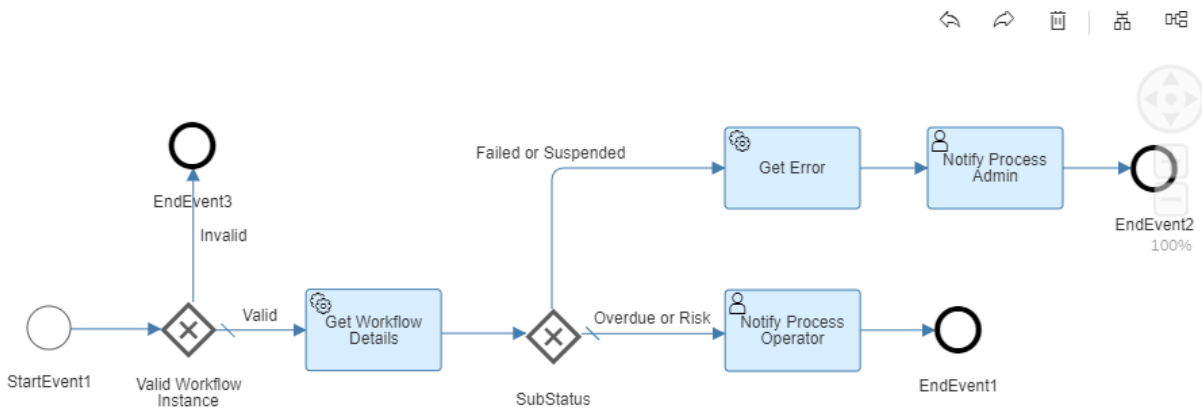 Failed or Suspended
Get Error
Notify Process
Admin
EndEvent3
EndEvent2
Invalid
100%
Valid
Get Workflow
Details
Overdue or Risk
Notify Process
Operator
StartEvent1
Valid Workflow
Instance
SubStatus
EndEvent1